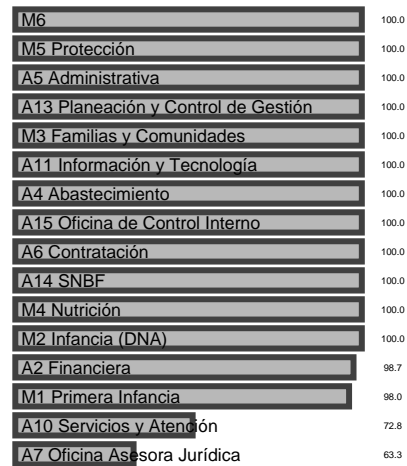 M6 100.0
M5 Protección 100.0
A5 Administrativa 100.0
A13 Planeación y Control de Gestión 100.0
M3 Familias y Comunidades 100.0
A11 Información y Tecnología 100.0
A4 Abastecimiento 100.0
A15 Oficina de Control Interno 100.0
A6 Contratación 100.0
A14 SNBF 100.0
M4 Nutrición 100.0
M2 Infancia (DNA) 100.0
A2 Financiera 98.7
M1 Primera Infancia 98.0
A10 Servicios y Atención 72.8
A7 Oficina Asesora Jurídica 63.3